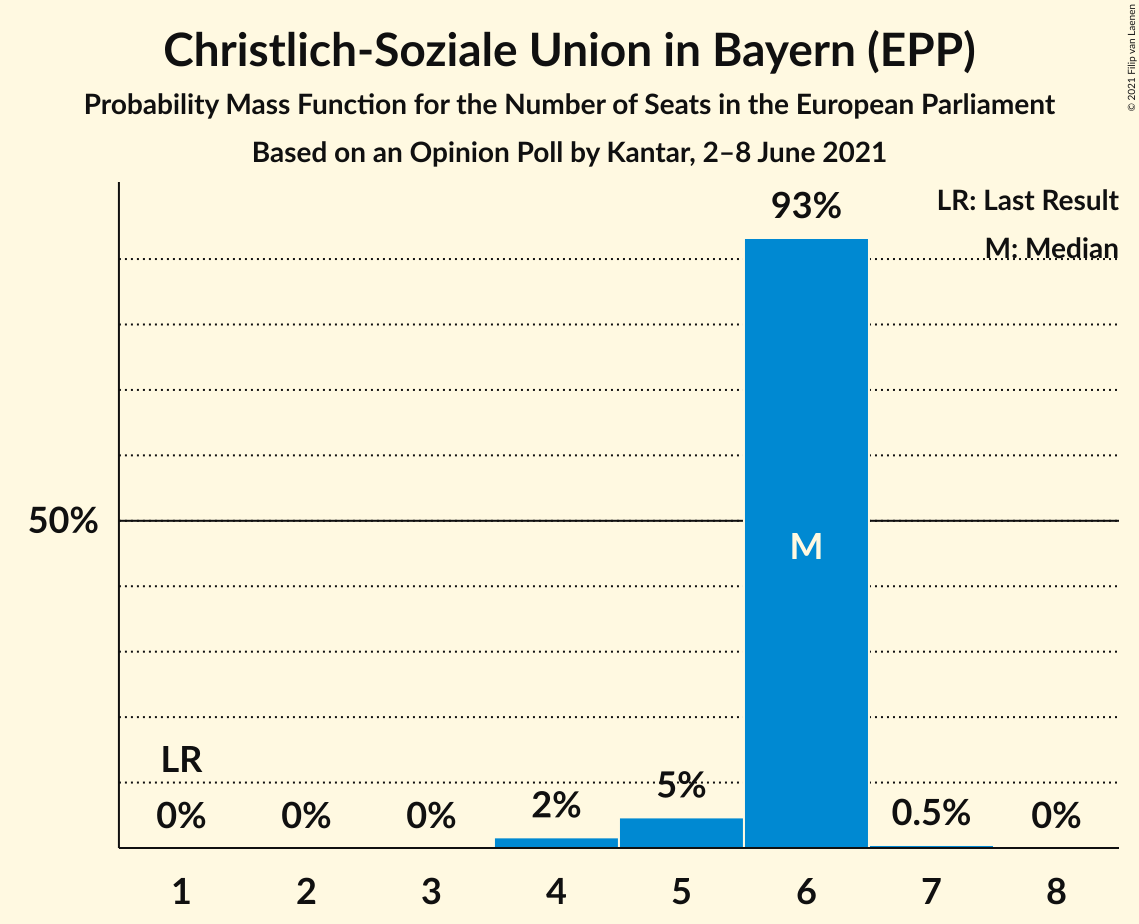 Christlich-Soziale Union in Bayern (EPP)
Probability Mass Function for the Number of Seats in the European Parliament
Based on an Opinion Poll by Kantar, 2–8 June 2021
© 2021 Filip van Laenen
LR: Last Result
M: Median
93%
50%
M
LR
0%
0%
0%
2%
5%
0.5%
0%
1 2 3 4 5 6 7 8